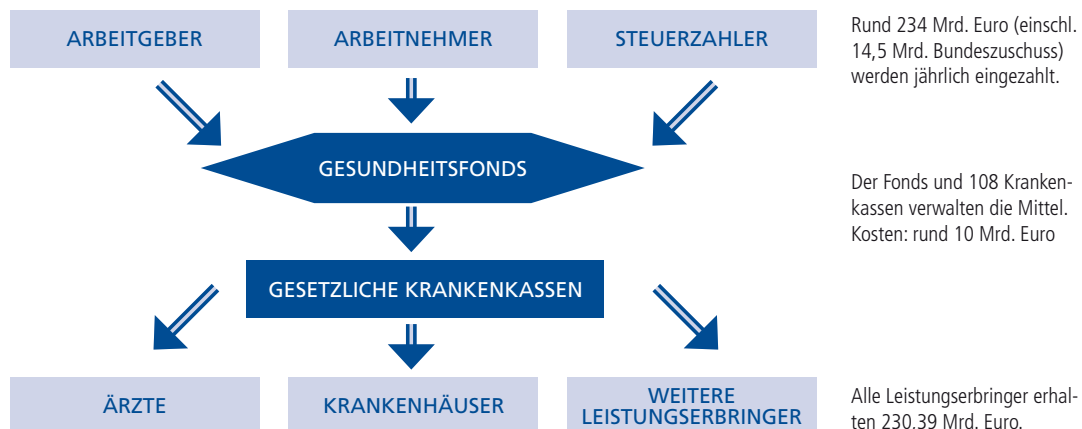 ARBEITGEBER
ARBEITNEHMER
STEUERZAHLER
Rund 234 Mrd. Euro (einschl.
14,5 Mrd. Bundeszuschuss)
werden jährlich eingezahlt.
GESUNDHEITSFONDS
Der Fonds und 108 Kranken-
kassen verwalten die Mittel.
Kosten: rund 10 Mrd. Euro
GESETZLICHE KRANKENKASSEN
ÄRZTE
KRANKENHÄUSER
WEITERE
LEISTUNGSERBRINGER
Alle Leistungserbringer erhal-
ten 230,39 Mrd. Euro.